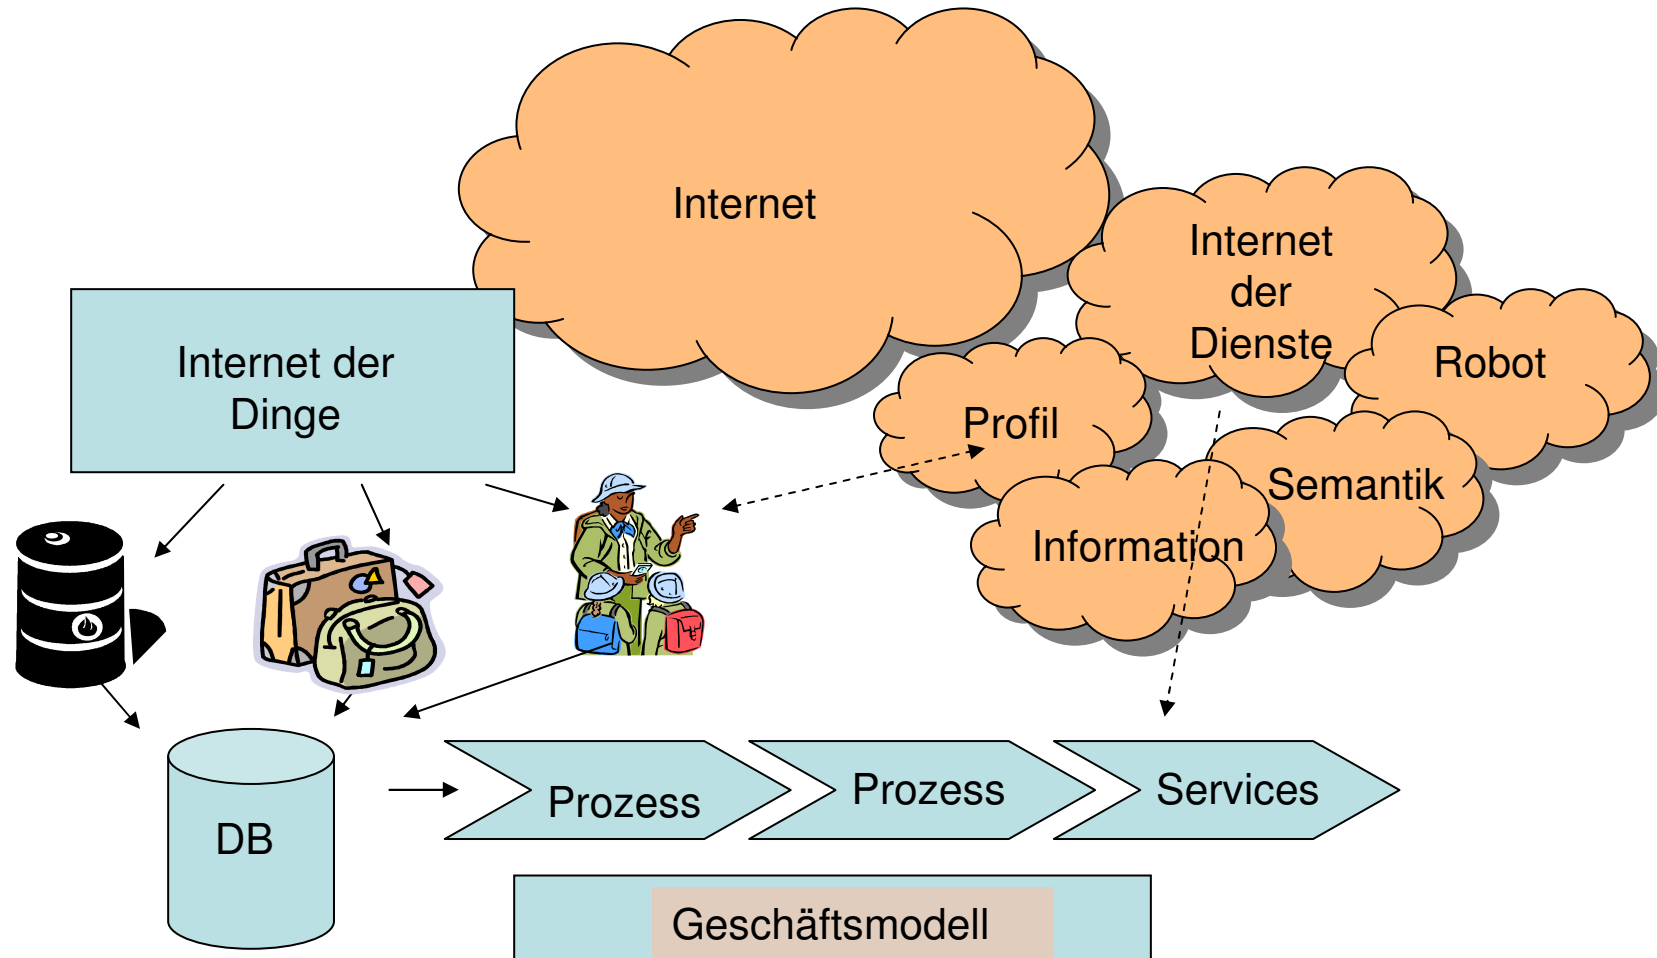 Internet
Internet
der
Dienste
Internet der
Dinge
Robot
Profil
Semantik
Information
Prozess
Prozess
Services
DB
Geschäftsmodell